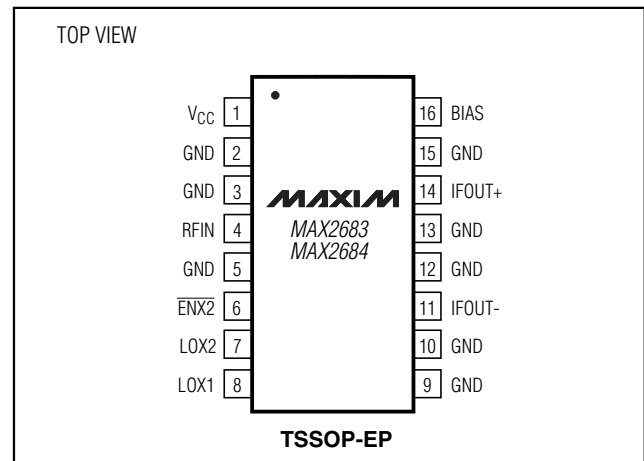 TOP VIEW
VCC 1 16 BIAS
GND 2 15 GND
GND 3 14 IFOUT+
MAXIM
RFIN 4 MAX2683 13 GND
MAX2684
GND 5 12 GND
ENX2 6 11 IFOUT-
LOX2 7 10 GND
LOX1 8 9 GND
TSSOP-EP